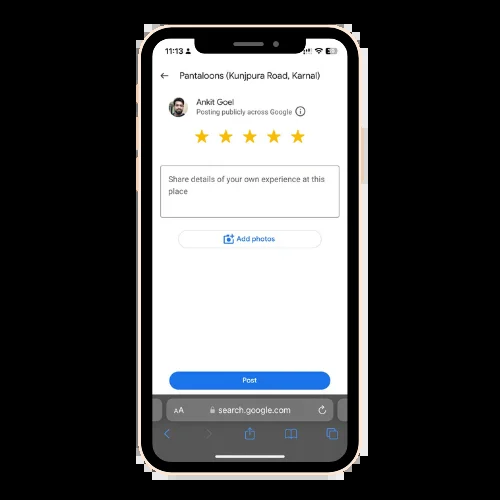 11:13
Pantaloons (Kunjpura Road, Karnal)
Ankit Goel
Posting publicly across Google
Share details of your own experience at this
place
Add photos
Post
AA search.google.com